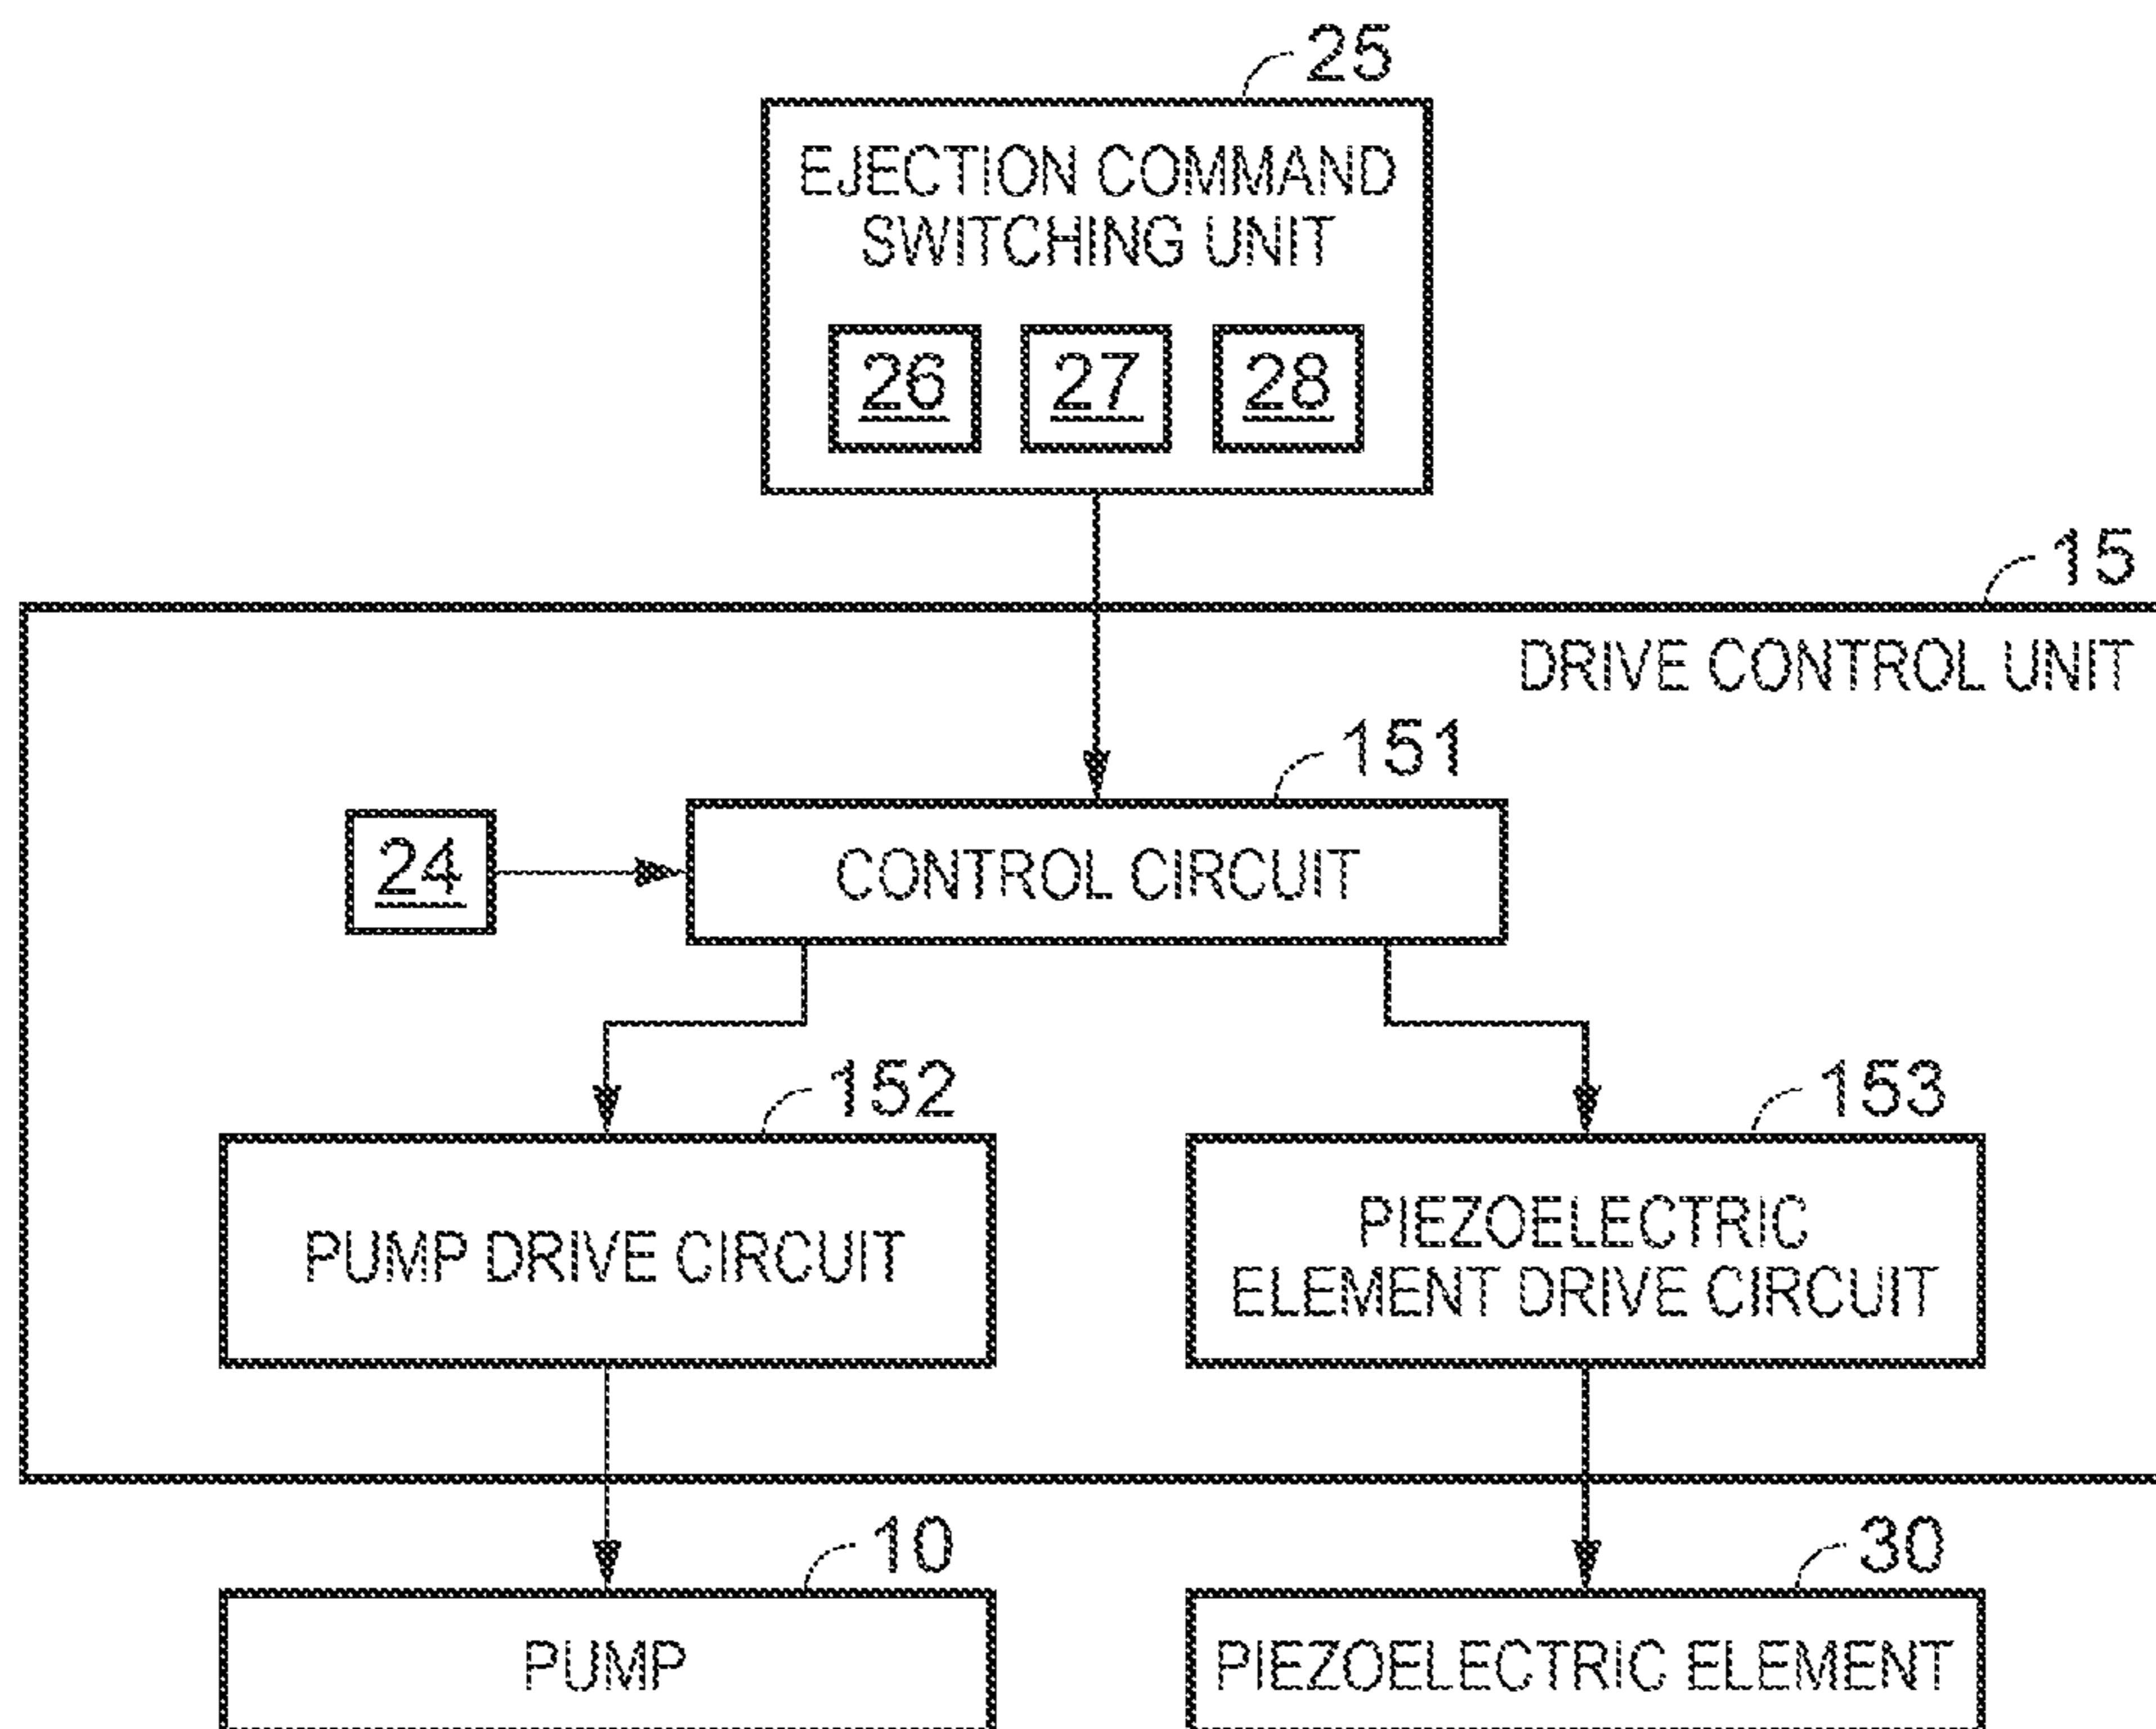 25
EJECTION COMMAND
SWITCHING UNIT
26 27 28
15
DRIVE CONTROL UNIT
151
24
CONTROL CIRCUIT
152
153
PUMP DRIVE CIRCUIT
PIEZOELECTRIC
ELEMENT DRIVE CIRCUIT
10
30
PUMP
PIEZOELECTRIC ELEMENT